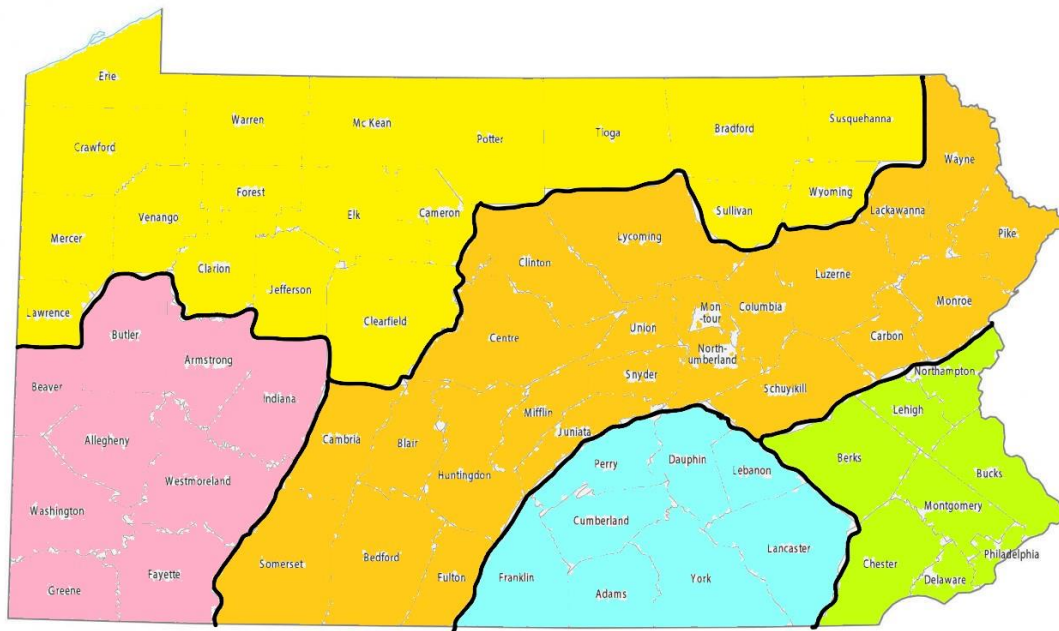 Erie
Warren
Mc Kean
Potter
Tioga
Bradford
Susquehanna
Crawford
Wayne
Forest
Venango
Elk
Cameron
Sullivan
Wyoming
Lackawanna
Mercer
Lycoming
Pike
Clarion
Clinton
Luzerne
Jefferson
Lawrence
Clearfield
Mon
-tour
Columbia
Monroe
Butler
Centre
Union
Carbon
Armstrong
North-
umberland
Snyder
Northampton
Beaver
Indiana
Schuyikill
Lehigh
Allegheny
Cambria
Blair
Mifflin
Juniata
Perry
Dauphin
Lebanon
Berks
Bucks
Westmoreland
Huntingdon
Washington
Cumberland
Montgomery
Greene
Fayette
Somerset
Bedford
Fulton
Franklin
Adams
York
Lancaster
Chester
Delaware
Philadelphia